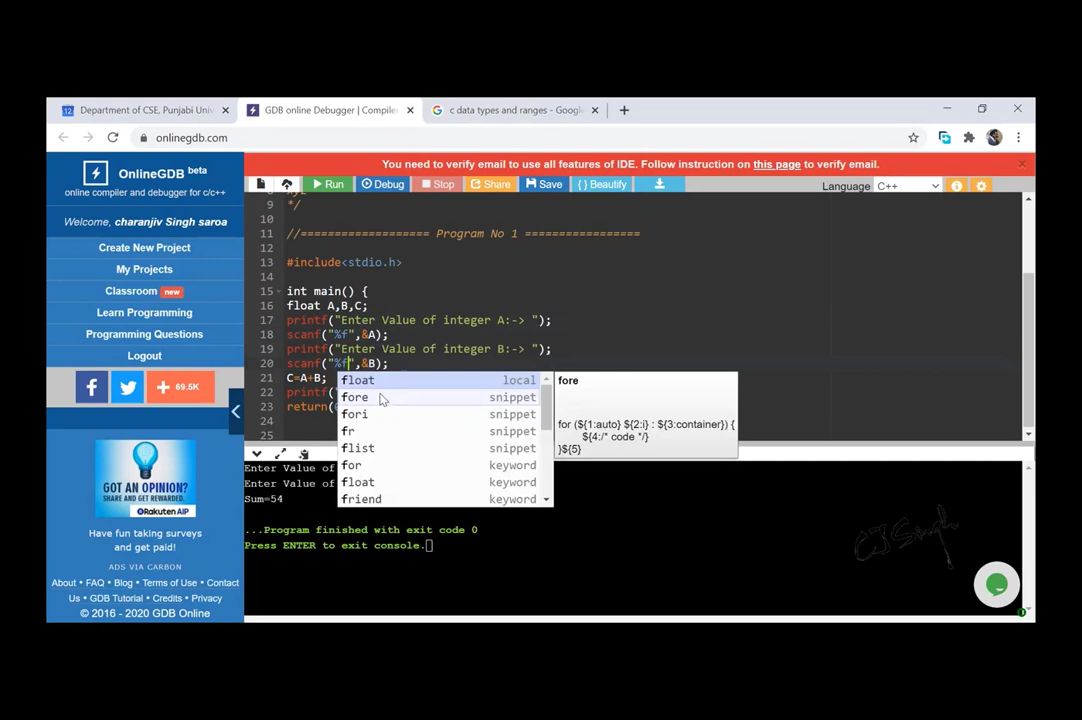 Department of CSE, Punjabi Univ
GDB online Debugger | Compiler
c data types and ranges - Google
onlinegdb.com
OnlineGDB beta
online compiler and debugger for c/c++
Welcome, charanjiv Singh saroa
Create New Project
My Projects
Classroom new
Learn Programming
Programming Questions
Logout
69.5K
GOT AN OPINION?
SHARE AND GET REWARDED.
Rakuten AIP
Have fun taking surveys
and get paid!
ADS VIA CARBON
About • FAQ • Blog • Terms of Use • Contact
Us • GDB Tutorial • Credits • Privacy
© 2016 - 2020 GDB Online
You need to verify email to use all features of IDE. Follow instruction on this page to verify email.
Run Debug Stop Share Save { } Beautify
Language C++
9 */
10
11 //=================== Program No 1 =================
12
13 #include<stdio.h>
14
15 int main() {
16 float A,B,C;
17 printf("Enter Value of integer A:-> ");
18 scanf("%f",&A);
19 printf("Enter Value of integer B:-> ");
20 scanf("%f",&B);
21 C=A+B;
22 printf("
23 return(
24
25
float local
fore snippet
fori snippet
fr snippet
flist snippet
for keyword
float keyword
friend keyword
fore
for (${1:auto} ${2:i} : ${3:container}) {
${4:/* code */}
}${5}
Enter Value of
Enter Value of
Sum=54
...Program finished with exit code 0
Press ENTER to exit console.
CJ Singh